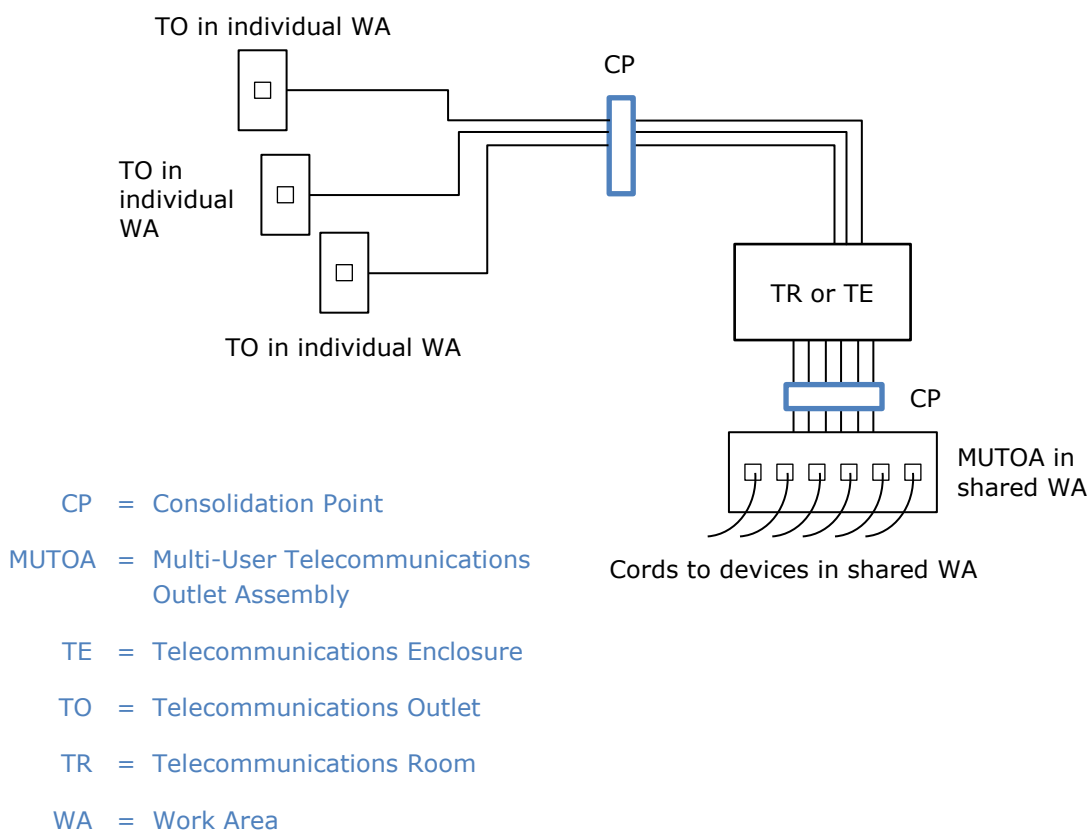 TO in individual WA
CP
TO in
individual
WA
TR or TE
TO in individual WA
CP
MUTOA in
shared WA
Cords to devices in shared WA
CP = Consolidation Point
MUTOA = Multi-User Telecommunications
Outlet Assembly
TE = Telecommunications Enclosure
TO = Telecommunications Outlet
TR = Telecommunications Room
WA = Work Area